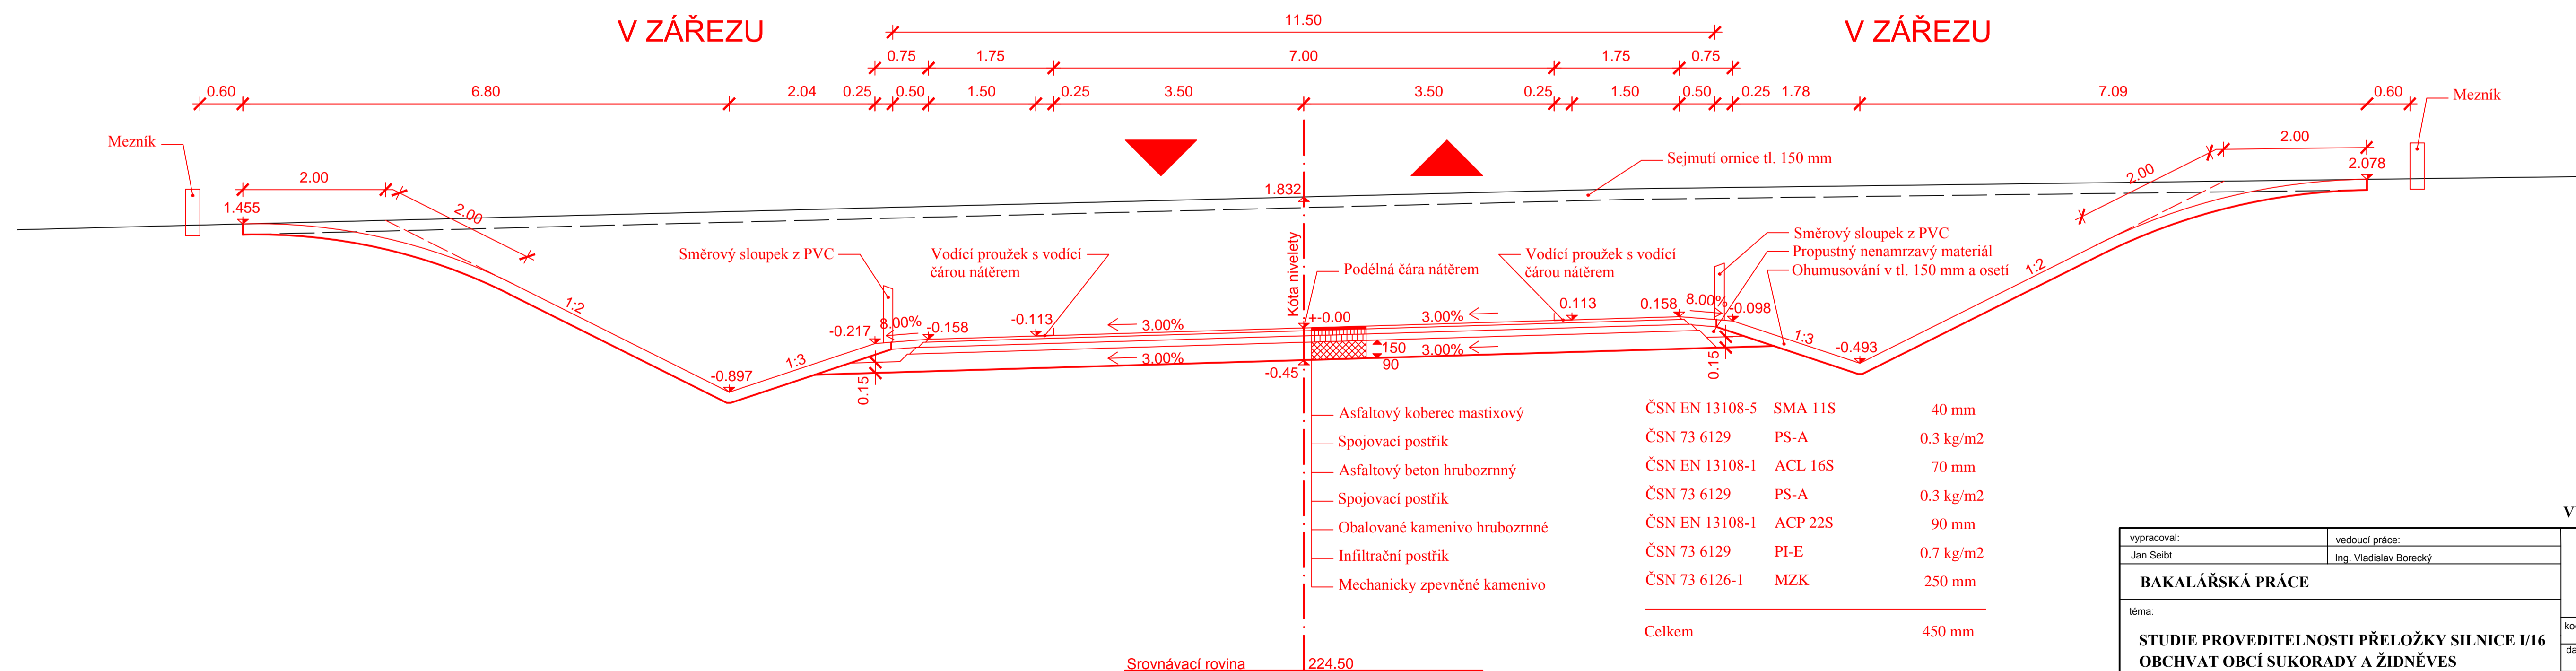 V ZÁŘEZU
11.50
V ZÁŘEZU
0.75 1.75 7.00 1.75 0.75
0.60 6.80 2.04 0.25 0.50 1.50 0.25 3.50 3.50 0.25 1.50 0.50 0.25 1.78 7.09 0.60
Mezník
Mezník
2.00
2.00
1.455
2.00
2.00
2.078
Sejmutí ornice tl. 150 mm
1.832
Kóta nivelety
Směrový sloupek z PVC
Vodící proužek s vodící
čárou nátěrem
Podélná čára nátěrem
Vodící proužek s vodící
čárou nátěrem
Směrový sloupek z PVC
Propustný nenamrzavý materiál
Ohumusování v tl. 150 mm a osetí
1:2
1:2
-0.217 8.00% -0.158 -0.113 3.00% +-0.00 3.00% 0.113 0.158 8.00% -0.098
1:3
1:3
-0.897
0.15
3.00%
-0.45
150
90
3.00%
0.15
-0.493
Asfaltový koberec mastixový ČSN EN 13108-5 SMA 11S 40 mm
Spojovací postřik ČSN 73 6129 PS-A 0.3 kg/m2
Asfaltový beton hrubozrnný ČSN EN 13108-1 ACL 16S 70 mm
Spojovací postřik ČSN 73 6129 PS-A 0.3 kg/m2
Obalované kamenivo hrubozrnné ČSN EN 13108-1 ACP 22S 90 mm
Infiltrační postřik ČSN 73 6129 PI-E 0.7 kg/m2
Mechanicky zpevněné kamenivo ČSN 73 6126-1 MZK 250 mm
Celkem 450 mm
Srovnávací rovina 224.50
vypracoval: vedoucí práce:
Jan Seibt Ing. Vladislav Borecký
BAKALÁŘSKÁ PRÁCE
téma:
STUDIE PROVEDITELNOSTI PŘELOŽKY SILNICE I/16
OBCHVAT OBCÍ SUKORADY A ŽIDNĚVES